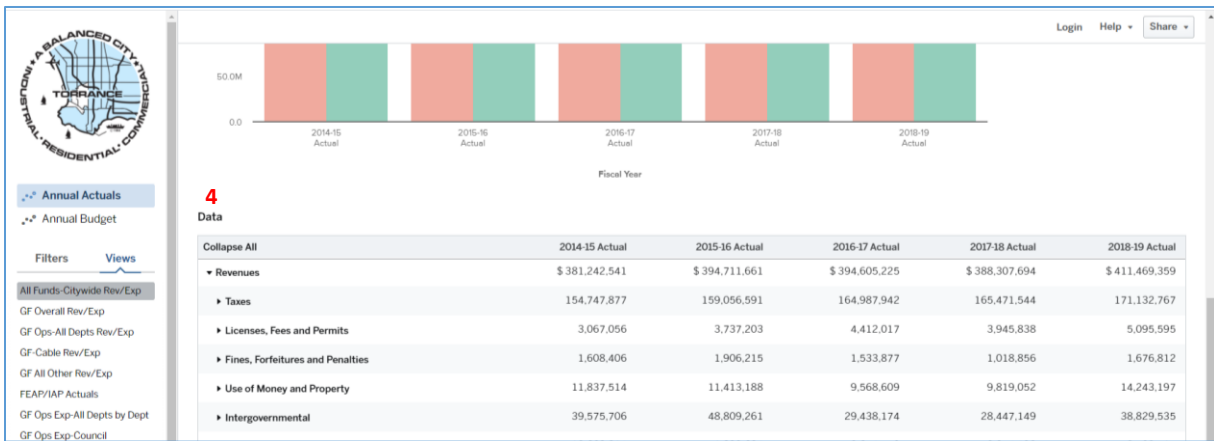 Login Help Share
A BALANCED CITY
INDUSTRIAL·RESIDENTIAL·COMMERCIAL
TORRANCE
Annual Actuals
Annual Budget
Filters Views
All Funds-Citywide Rev/Exp
GF Overall Rev/Exp
GF Ops-All Depts Rev/Exp
GF-Cable Rev/Exp
GF All Other Rev/Exp
FEAP/IAP Actuals
GF Ops Exp-All Depts by Dept
GF Ops Exp-Council
50.0M
0.0
2014-15 2015-16 2016-17 2017-18 2018-19
Actual Actual Actual Actual Actual
Fiscal Year
4
Data
Collapse All 2014-15 Actual 2015-16 Actual 2016-17 Actual 2017-18 Actual 2018-19 Actual
Revenues $ 381,242,541 $ 394,711,661 $ 394,605,225 $ 388,307,694 $ 411,469,359
Taxes 154,747,877 159,056,591 164,987,942 165,471,544 171,132,767
Licenses, Fees and Permits 3,067,056 3,737,203 4,412,017 3,945,838 5,095,595
Fines, Forfeitures and Penalties 1,608,406 1,906,215 1,533,877 1,018,856 1,676,812
Use of Money and Property 11,837,514 11,413,188 9,568,609 9,819,052 14,243,197
Intergovernmental 39,575,706 48,809,261 29,438,174 28,447,149 38,829,535